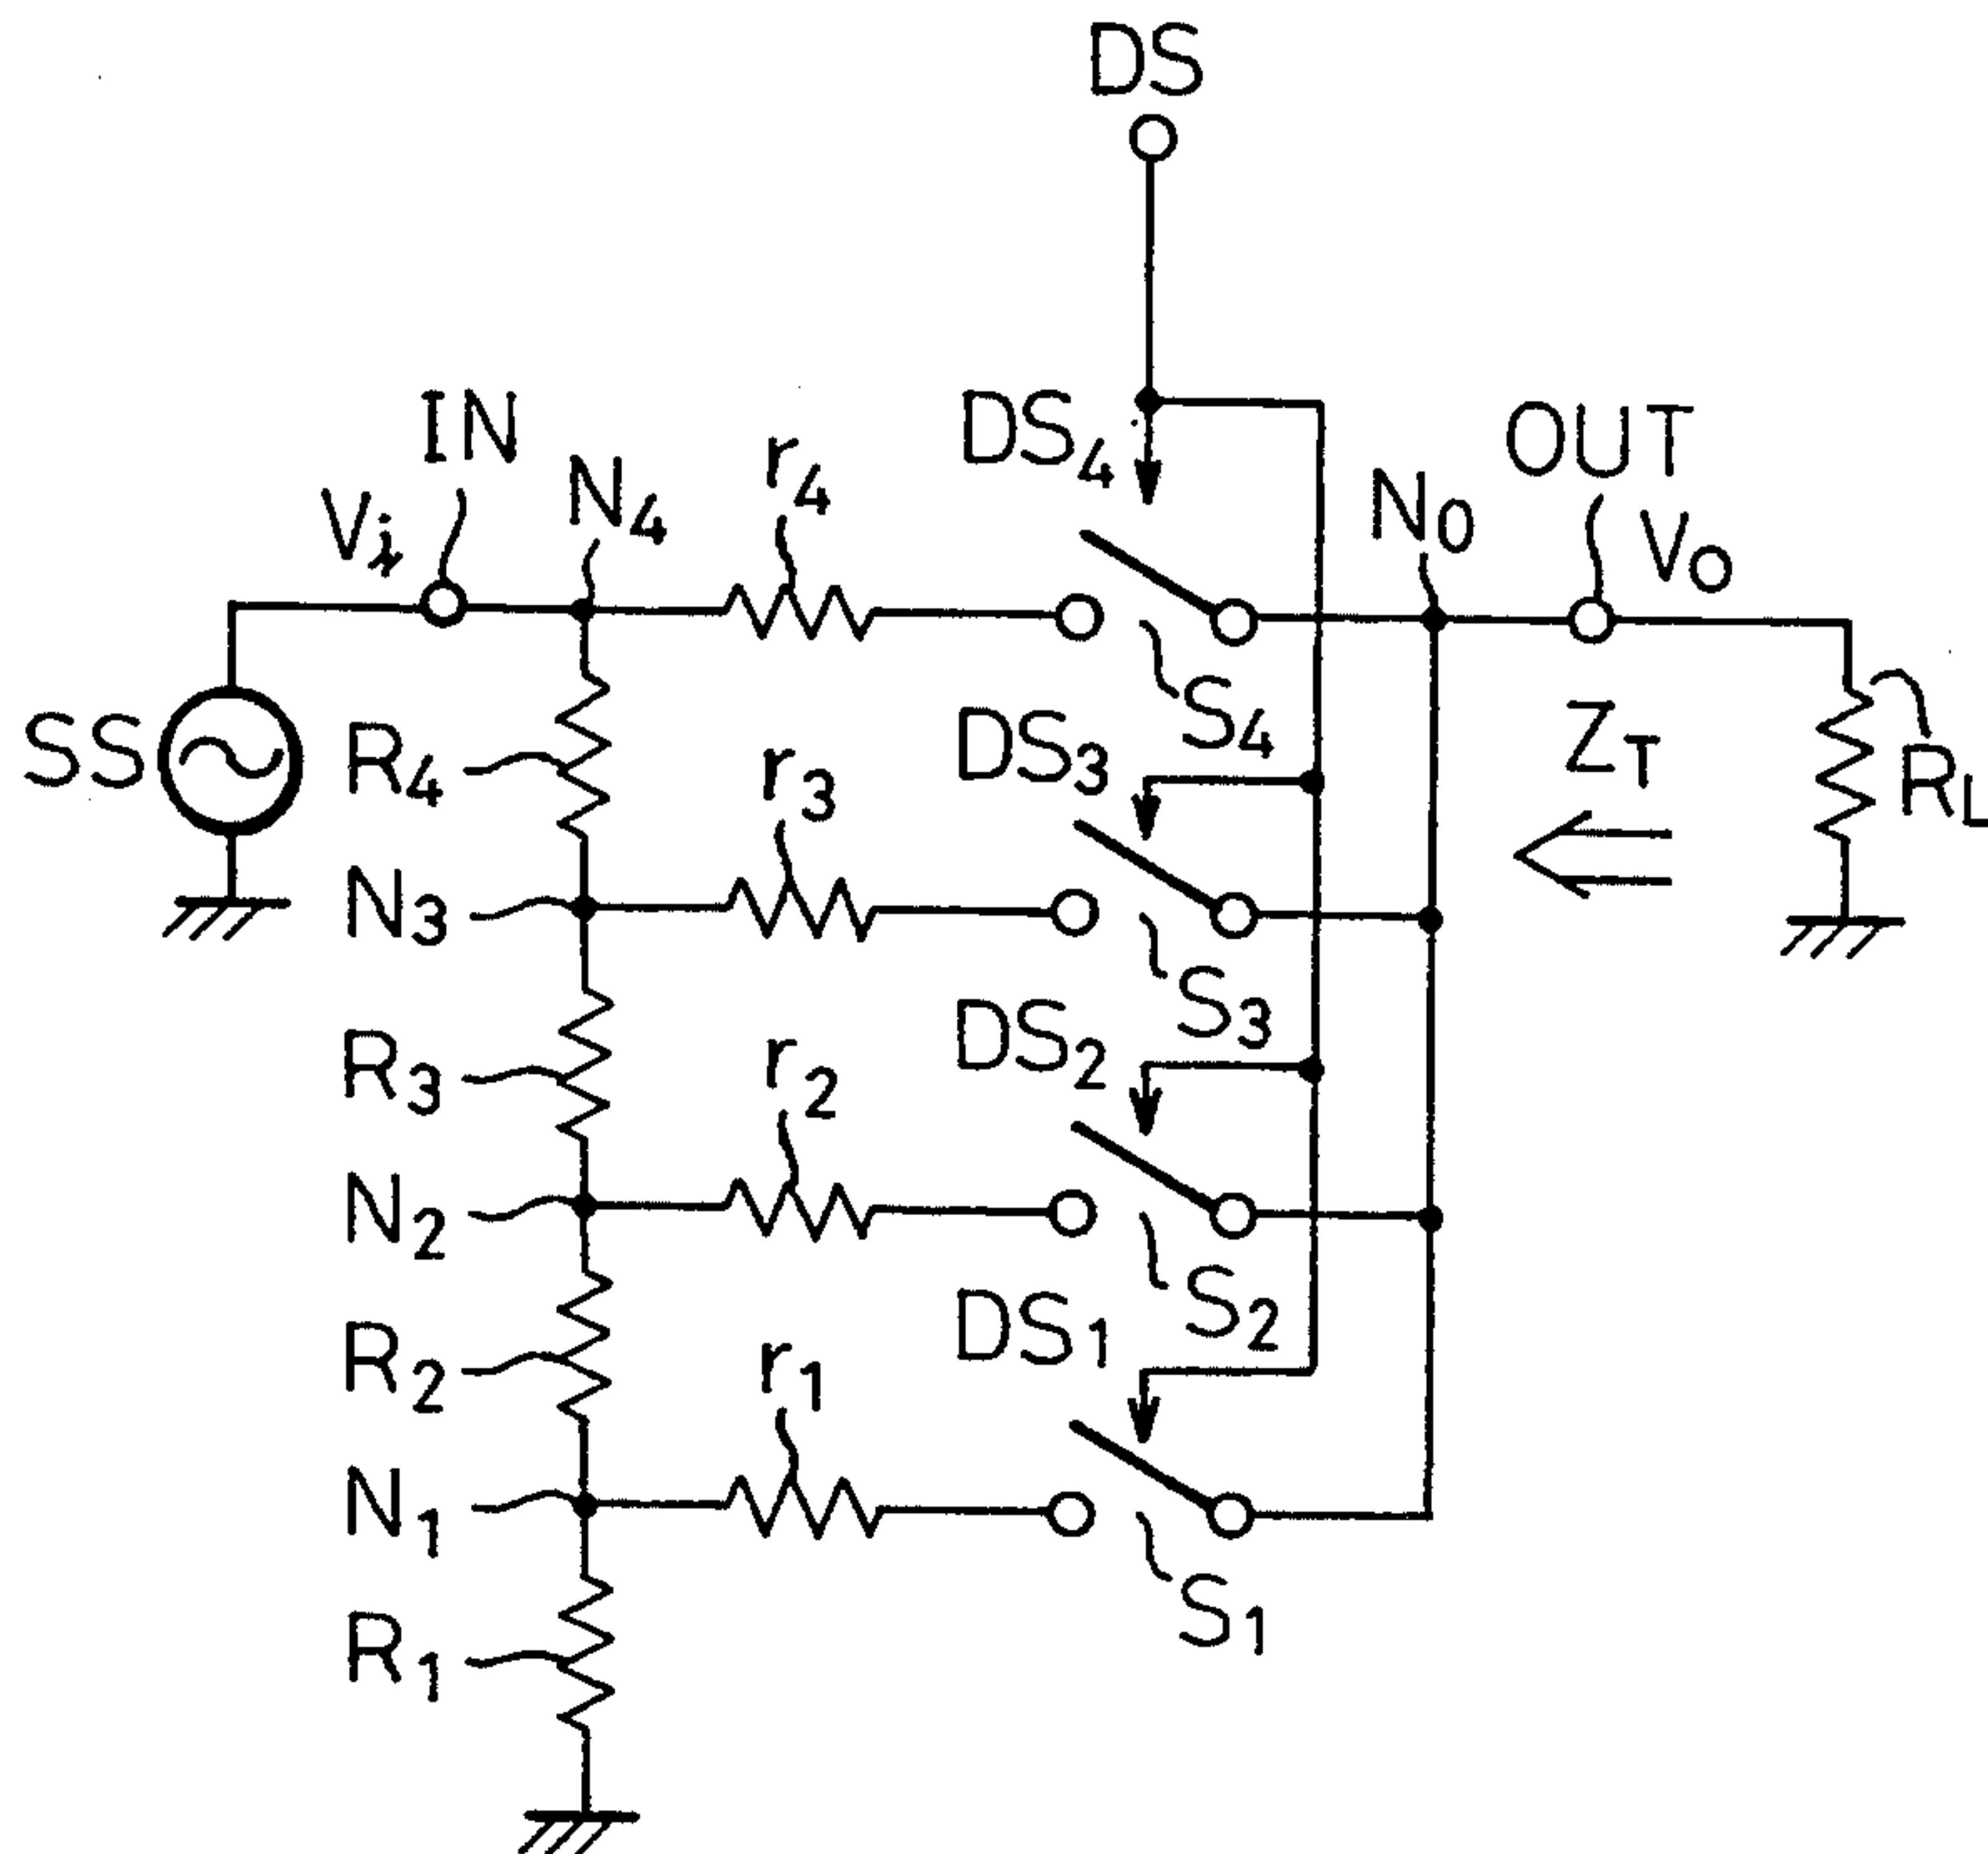 DS
IN
Vi
N4
r4
DS4
N0
OUT
VO
SS
R4
r3
DS3
S4
ZT
RL
N3
R3
r2
DS2
S3
N2
R2
r1
DS1
S2
N1
R1
S1